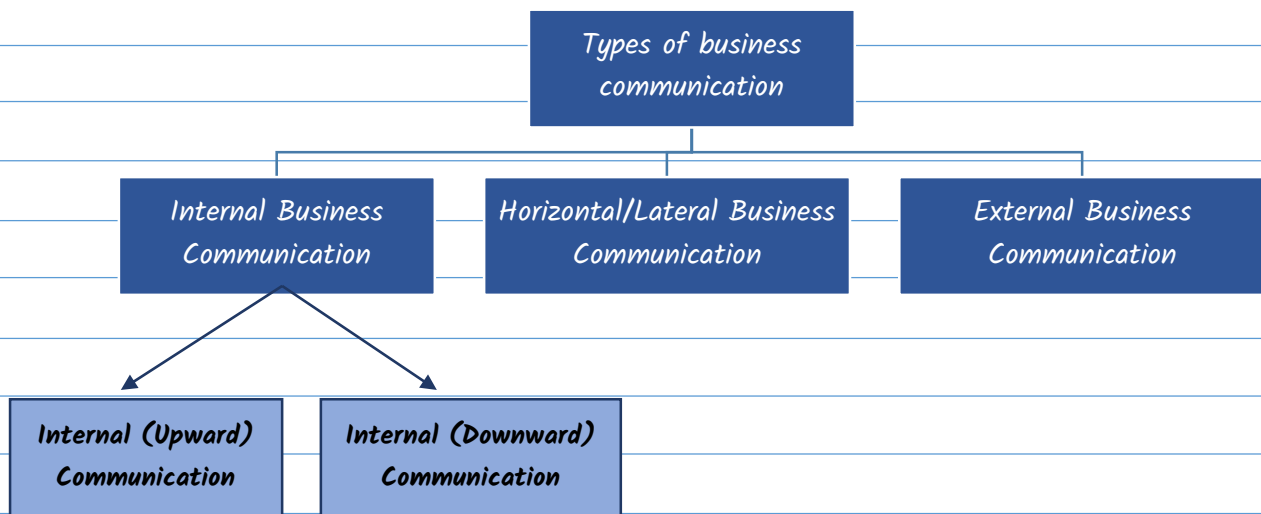 Types of business
communication
Internal Business
Communication
Horizontal/Lateral Business
Communication
External Business
Communication
Internal (Upward)
Communication
Internal (Downward)
Communication